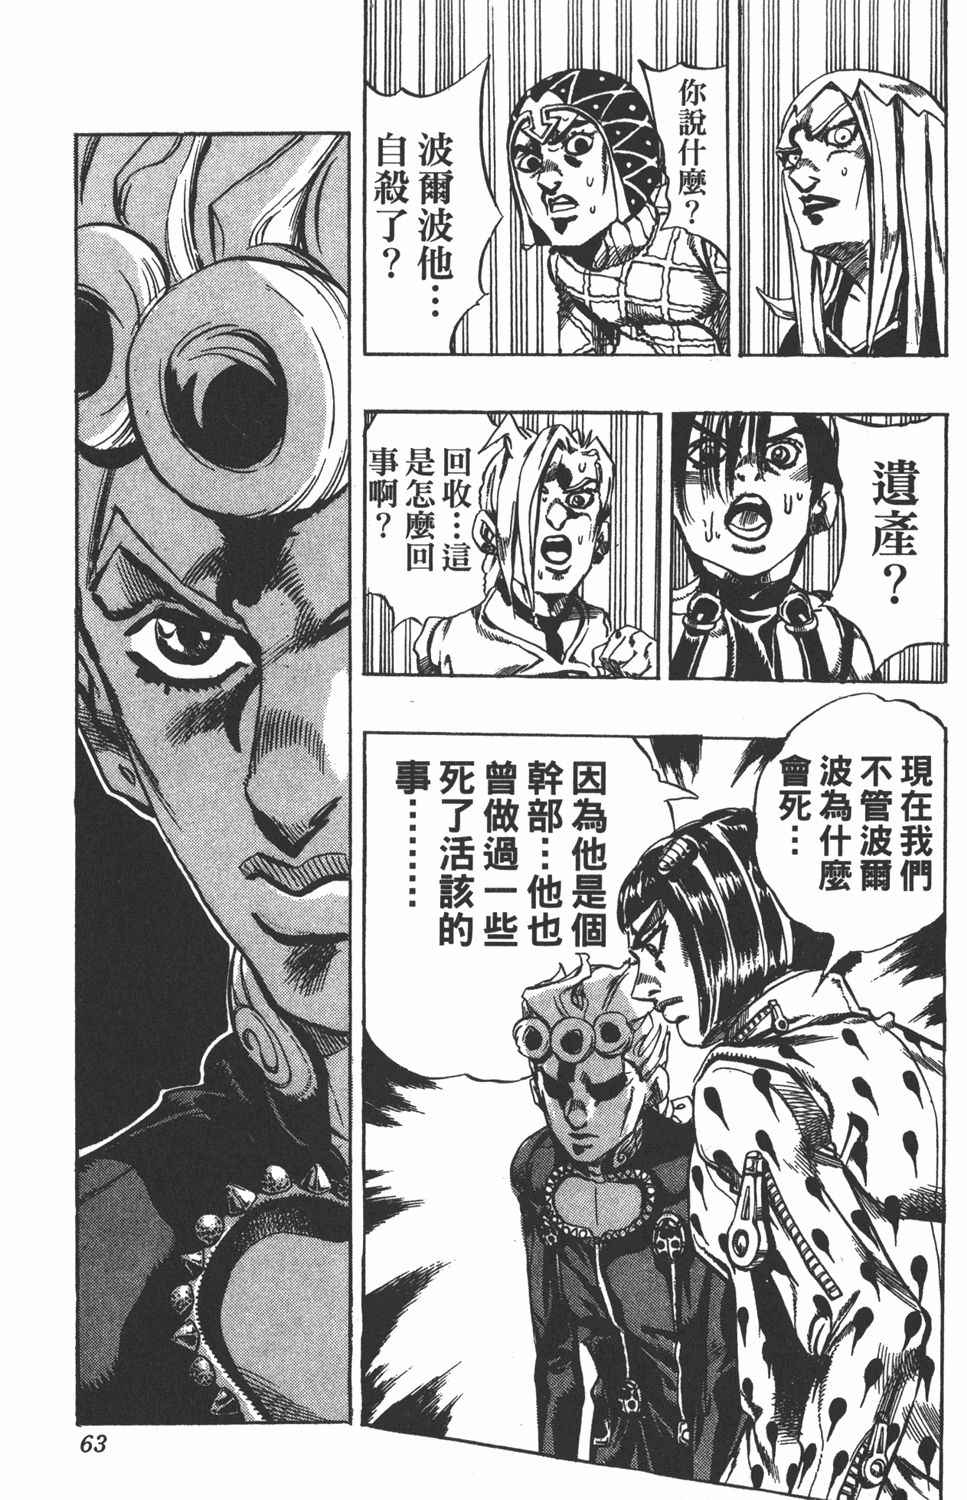 你說什麼？
波爾波他…
自殺了？
遺產？
回收…這
是怎麼回
事啊？
現在我們
不管波爾
波為什麼
會死…
因為他是個
幹部…他也
曾做過一些
死了活該的
事…………
63